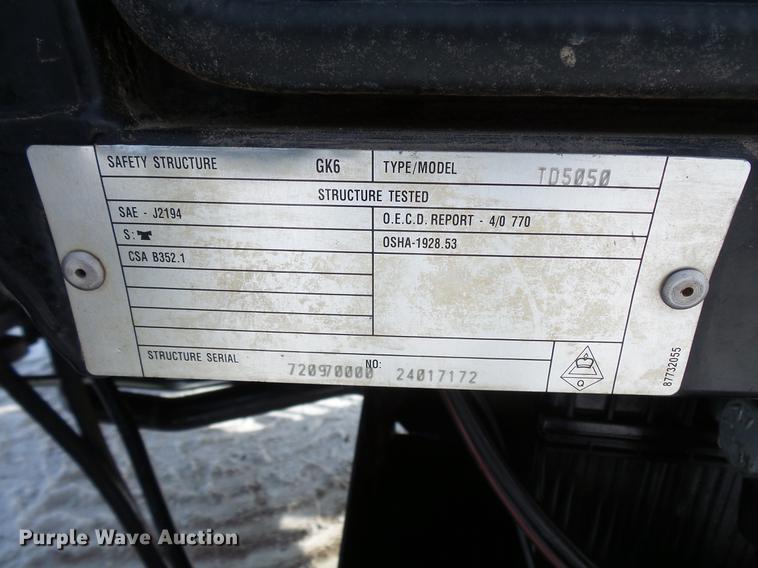 SAFETY STRUCTURE GK6 TYPE/MODEL TD5050
STRUCTURE TESTED
SAE - J2194 O.E.C.D. REPORT - 4/0 770
S: OSHA-1928.53
CSA B352.1
STRUCTURE SERIAL NO:
720970000 24017172
Q
87732055
Purple Wave Auction